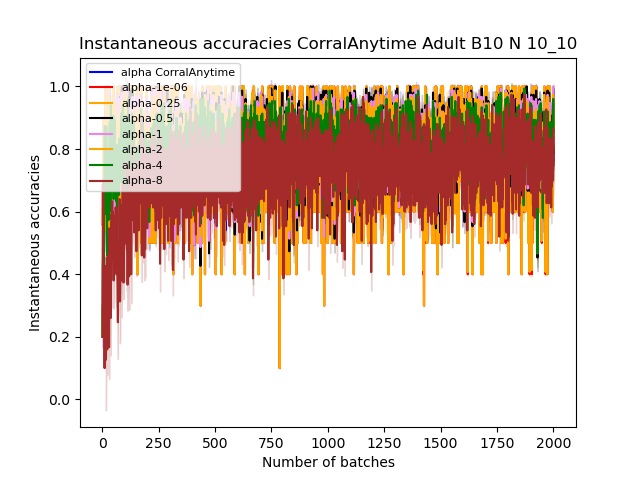 Instantaneous accuracies CorralAnytime Adult B10 N 10_10
alpha CorralAnytime
alpha-1e-06
alpha-0.25
alpha-0.5
alpha-1
alpha-2
alpha-4
alpha-8
1.0
0.8
0.6
0.4
0.2
0.0
Instantaneous accuracies
0 250 500 750 1000 1250 1500 1750 2000
Number of batches